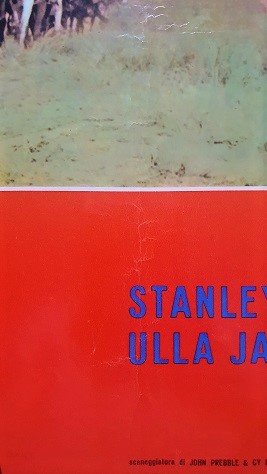 STANLEY
ULLA JA
sceneggiatura di JOHN PREBBLE & CY